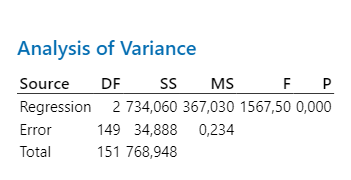 Analysis of Variance
Source DF SS MS F P
Regression 2 734,060 367,030 1567,50 0,000
Error 149 34,888 0,234
Total 151 768,948